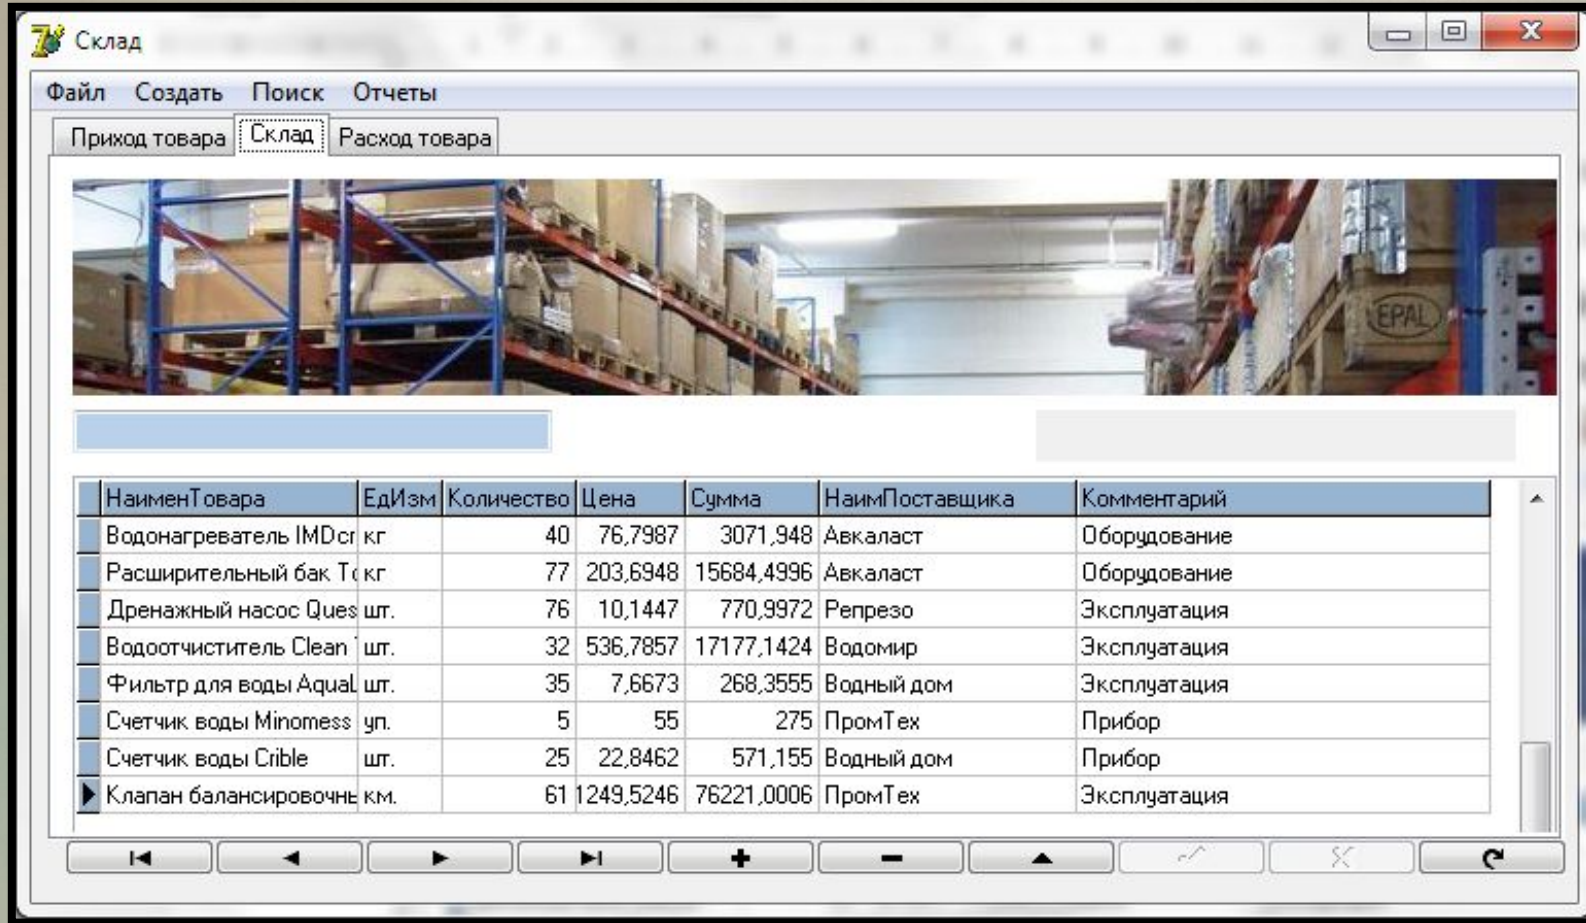 Склад
Файл Создать Поиск Отчеты
Приход товара Склад Расход товара
EPAL
НаименТовара ЕдИзм Количество Цена Сумма НаимПоставщика Комментарий
Водонагреватель IMDcr кг 40 76,7987 3071,948 Авкаласт Оборудование
Расширительный бак То кг 77 203,6948 15684,4996 Авкаласт Оборудование
Дренажный насос Ques шт. 76 10,1447 770,9972 Репрезо Эксплуатация
Водоотчиститель Clean шт. 32 536,7857 17177,1424 Водомир Эксплуатация
Фильтр для воды AquaL шт. 35 7,6673 268,3555 Водный дом Эксплуатация
Счетчик воды Minomess уп. 5 55 275 ПромТех Прибор
Счетчик воды Crible шт. 25 22,8462 571,155 Водный дом Прибор
Клапан балансировочны км. 61 1249,5246 76221,0006 ПромТех Эксплуатация